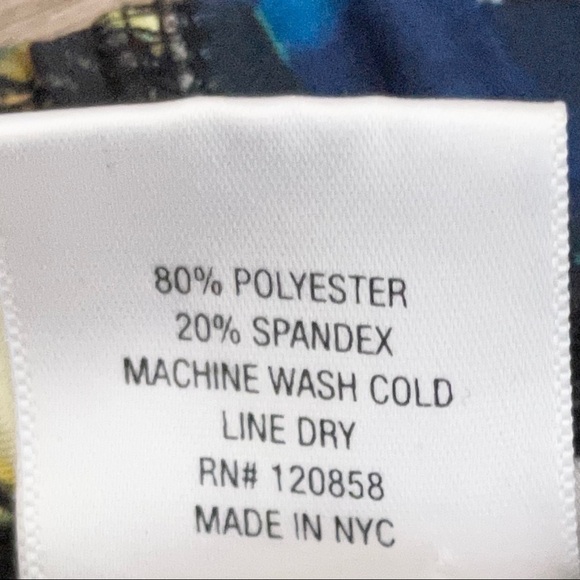 80% POLYESTER
20% SPANDEX
MACHINE WASH COLD
LINE DRY
RN# 120858
MADE IN NYC